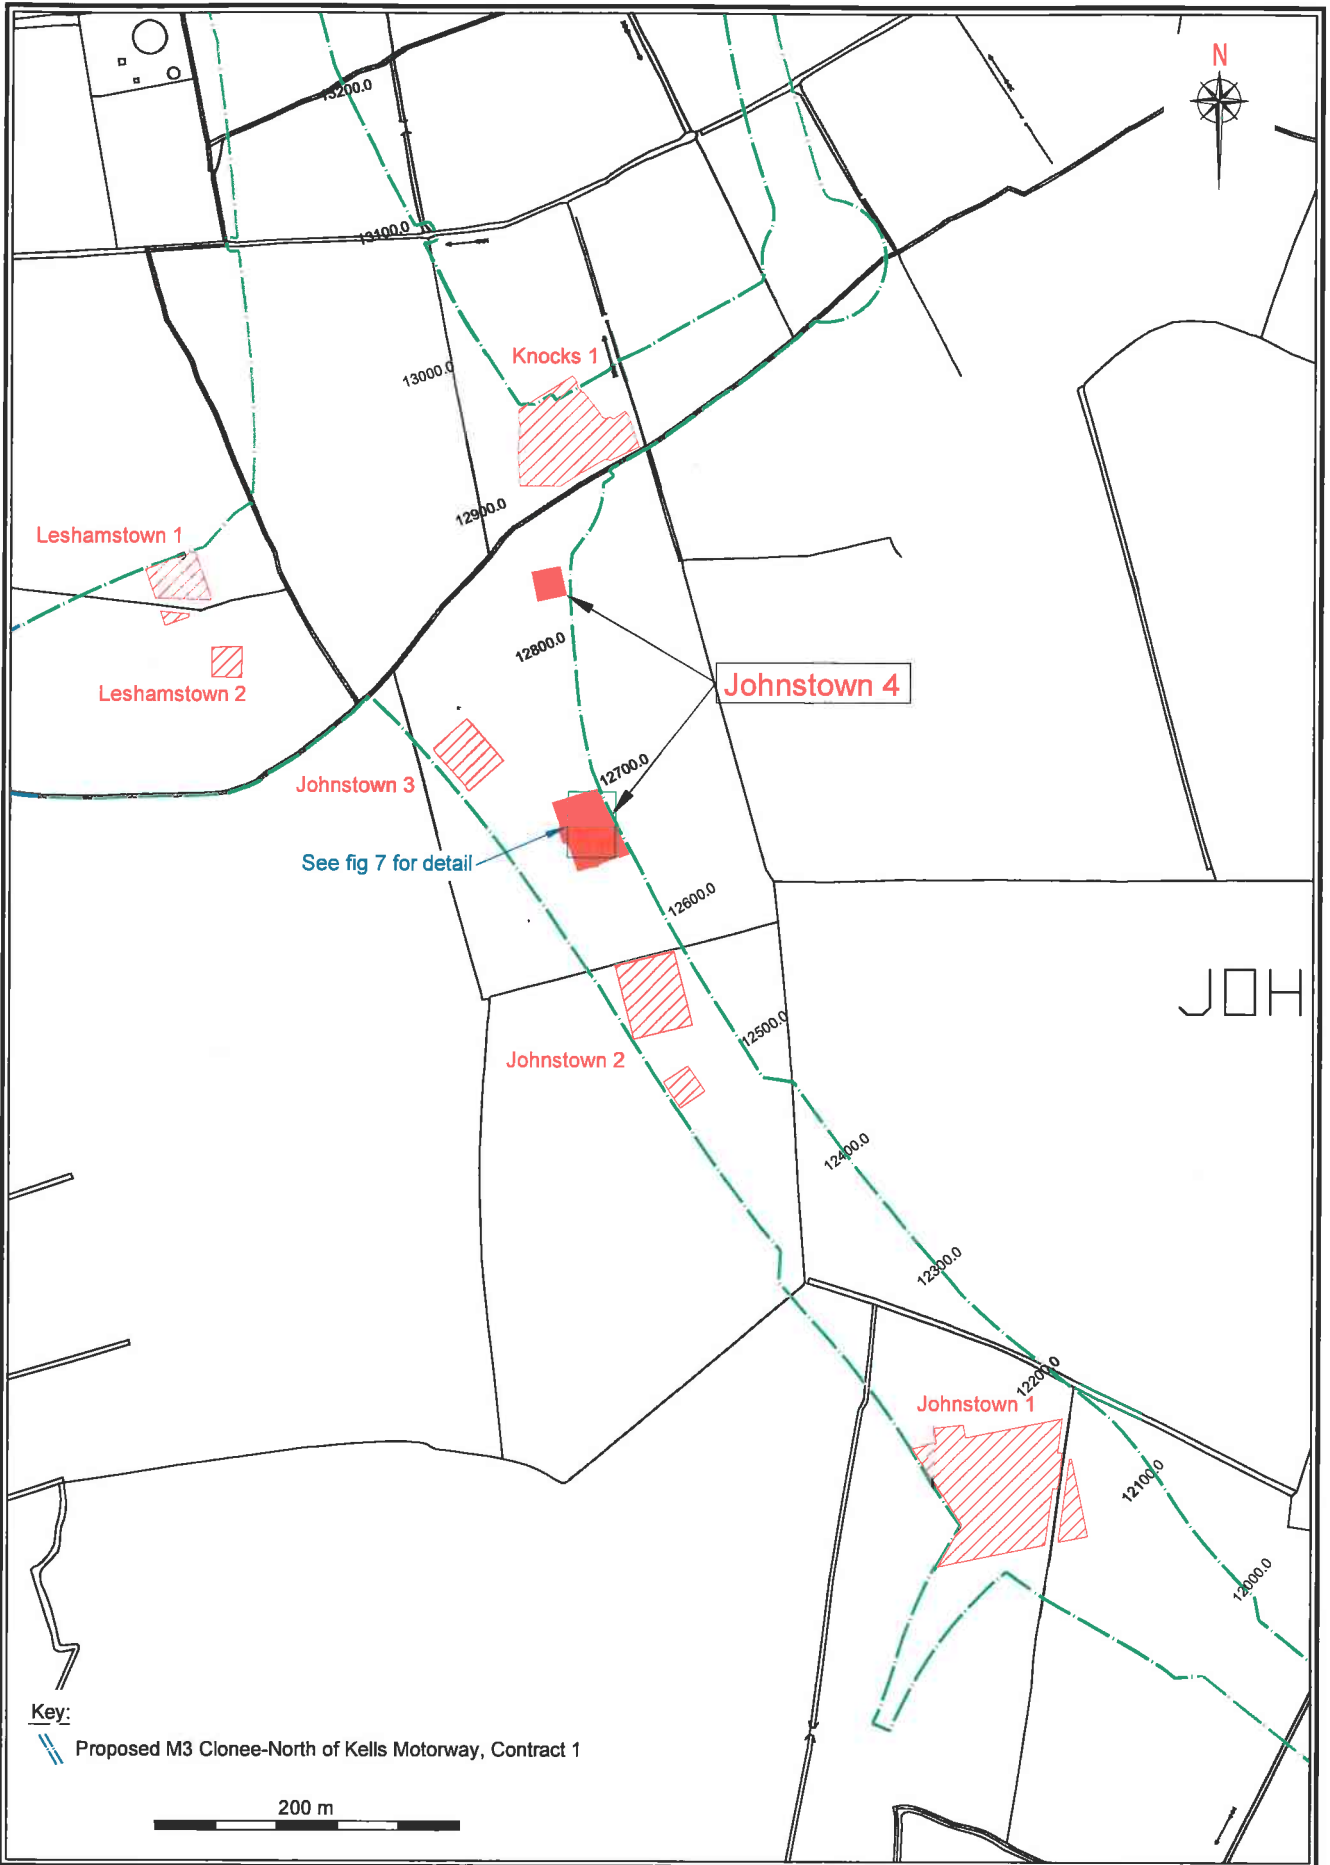 N
13200.0
13100.0
Knocks 1
13000.0
12900.0
Leshamstown 1
12800.0
Johnstown 4
Leshamstown 2
12700.0
Johnstown 3
See fig 7 for detail
12600.0
JOH
12500.0
Johnstown 2
12400.0
12300.0
12200.0
Johnstown 1
12100.0
12000.0
Key:
Proposed M3 Clonee-North of Kells Motorway, Contract 1
200 m